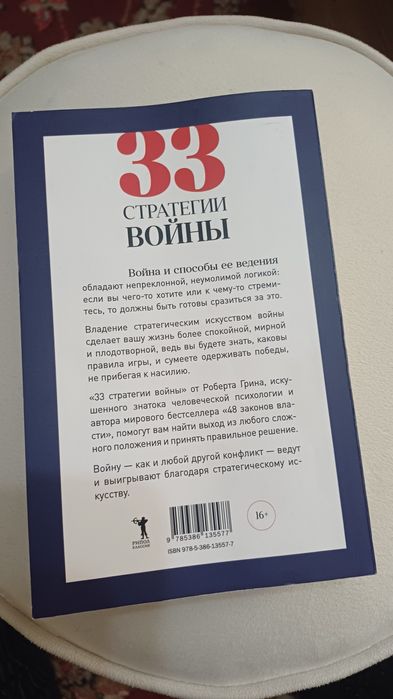 33
СТРАТЕГИИ
ВОЙНЫ
Война и способы ее ведения
обладают непреклонной, неумолимой логикой:
если вы чего-то хотите или к чему-то стреми-
тесь, то должны быть готовы сразиться за это.
Владение стратегическим искусством войны
сделает вашу жизнь более спокойной, мирной
и плодотворной, ведь вы будете знать, каковы
правила игры, и сумеете одерживать победы,
не прибегая к насилию.
«33 стратегии войны» от Роберта Грина, иску-
шенного знатока человеческой психологии и
автора мирового бестселлера «48 законов вла-
сти», помогут вам найти выход из любого слож-
ного положения и принять правильное решение.
Войну — как и любой другой конфликт — ведут
и выигрывают благодаря стратегическому ис-
кусству.
РИПОЛ
КЛАССИК
9 785386 135577
ISBN 978-5-386-13557-7
16+